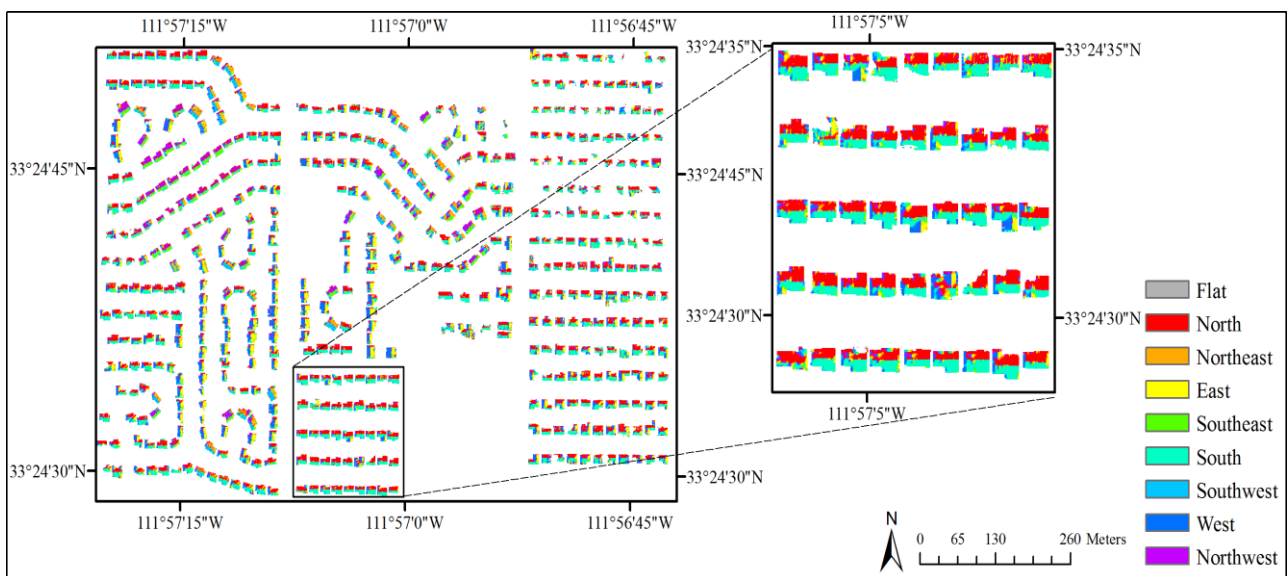 111°57'15"W 111°57'0"W 111°56'45"W
111°57'5"W
33°24'35"N 33°24'35"N
33°24'45"N 33°24'45"N
33°24'30"N 33°24'30"N
111°57'5"W
33°24'30"N 33°24'30"N
111°57'15"W 111°57'0"W 111°56'45"W
Flat
North
Northeast
East
Southeast
South
Southwest
West
Northwest
N
0 65 130 260 Meters